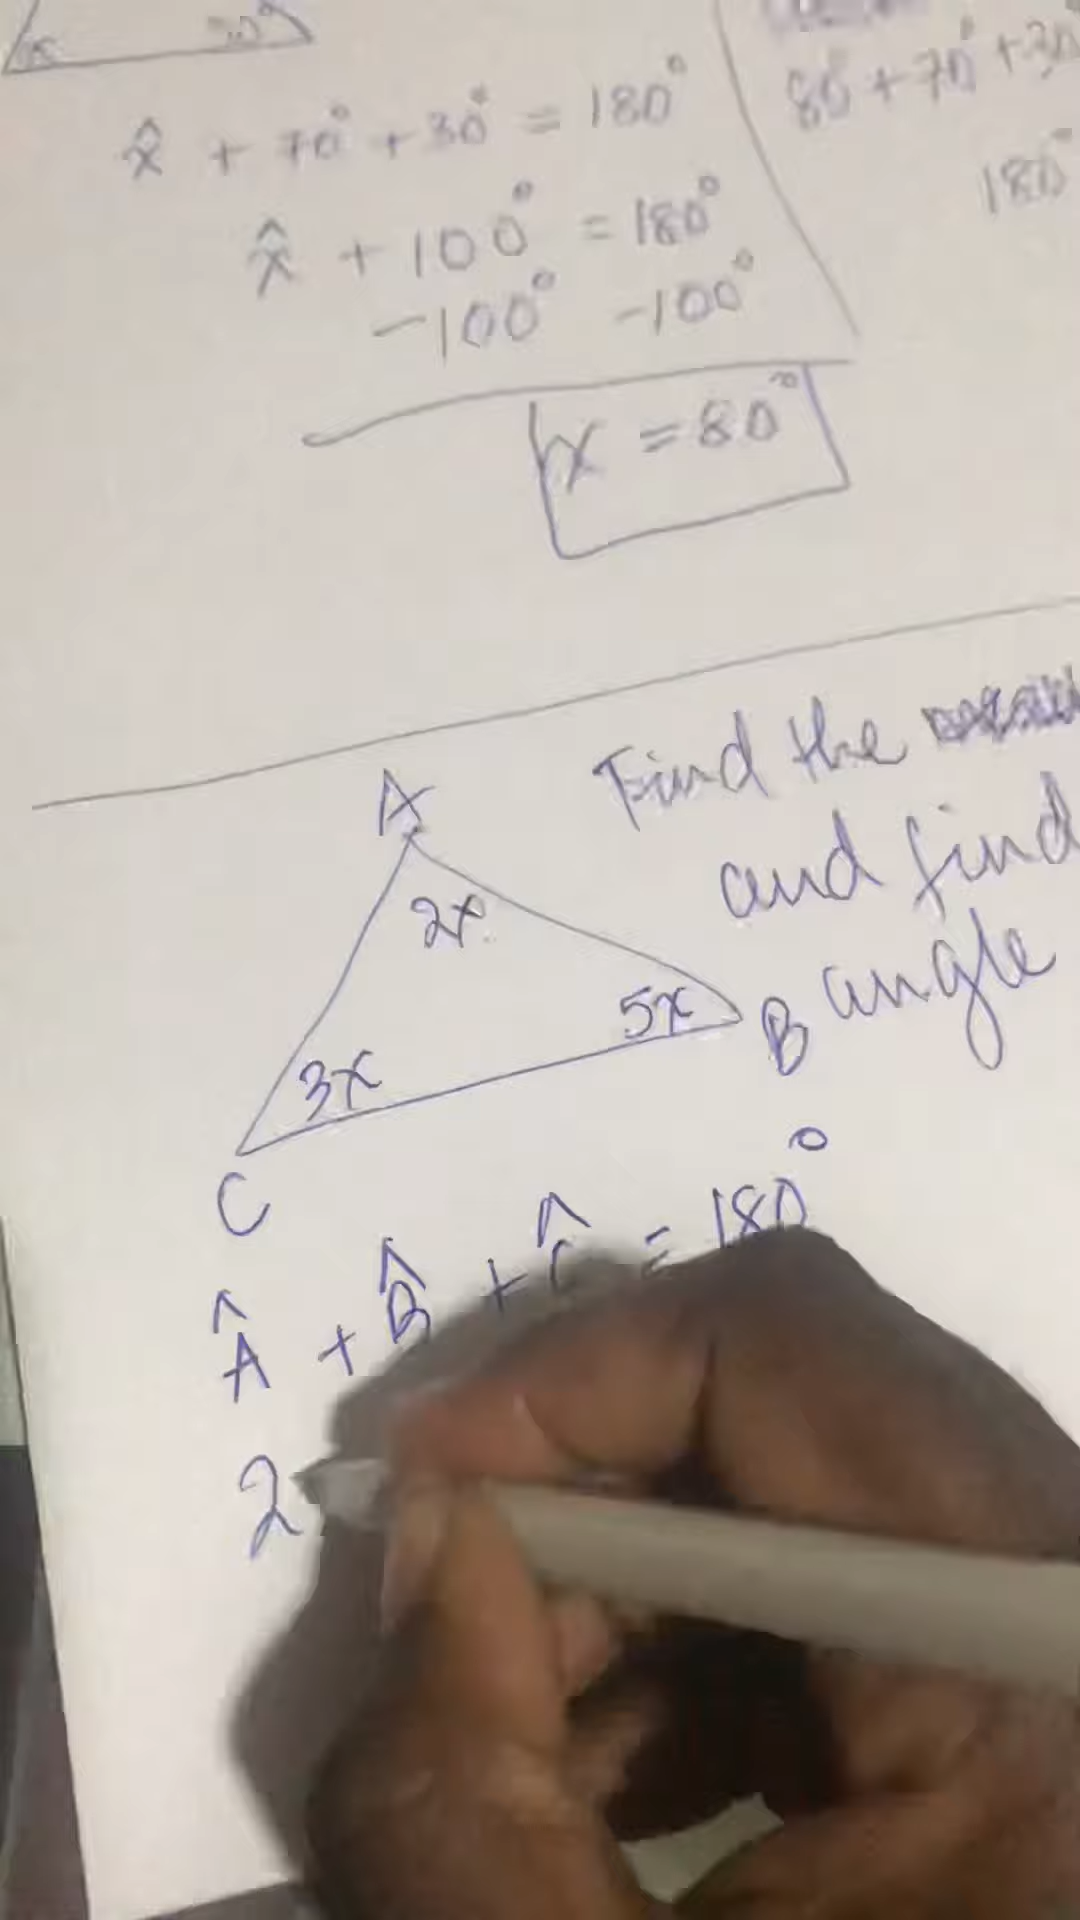 x 30°
x̂ + 70° + 30° = 180°
x̂ + 100° = 180°
-100° -100°
x = 80°
80° + 70° + 30
180°
Find the
and find
angle
A
2x
5x
B
3x
C
Â + B̂ + Ĉ = 180°
2